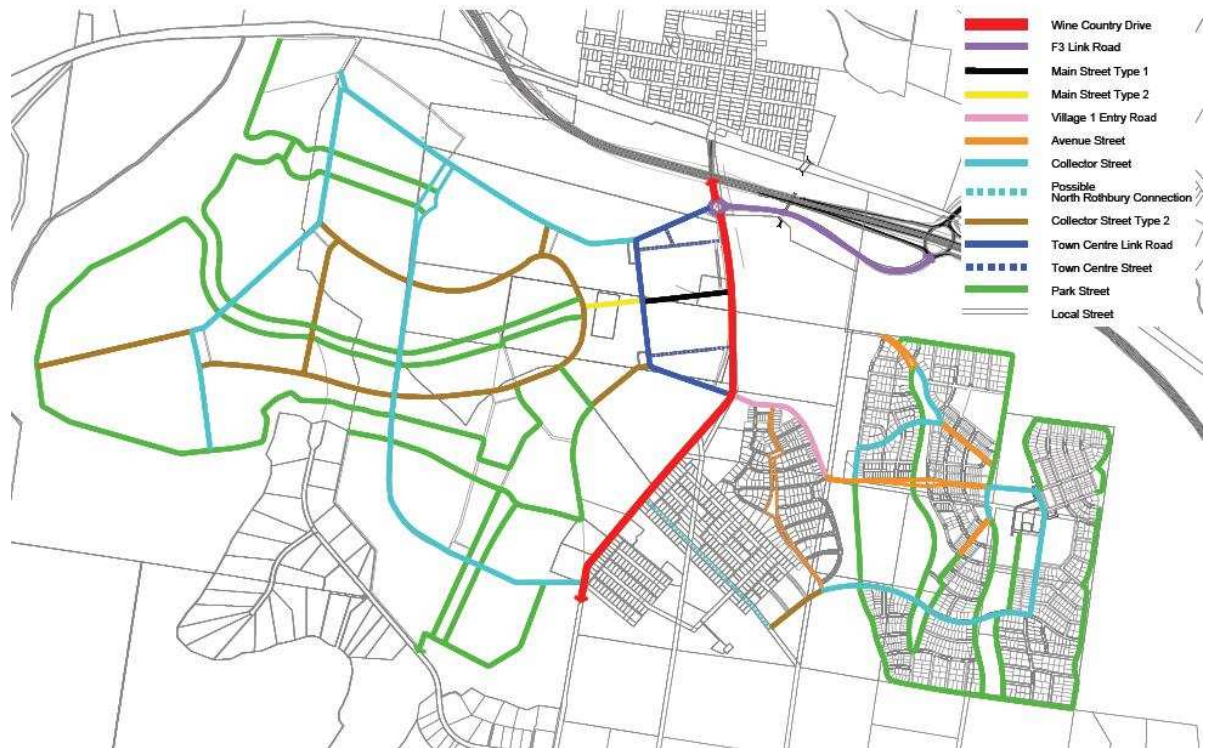 Wine Country Drive
F3 Link Road
Main Street Type 1
Main Street Type 2
Village 1 Entry Road
Avenue Street
Collector Street
Possible
North Rothbury Connection
Collector Street Type 2
Town Centre Link Road
Town Centre Street
Park Street
Local Street